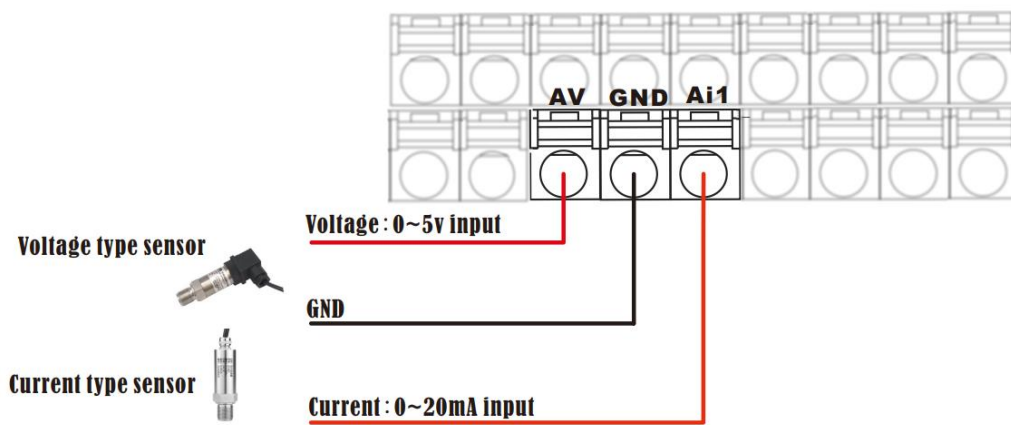 AV GND Ai1
Voltage : 0~5v input
Voltage type sensor
GND
Current type sensor
Current : 0~20mA input